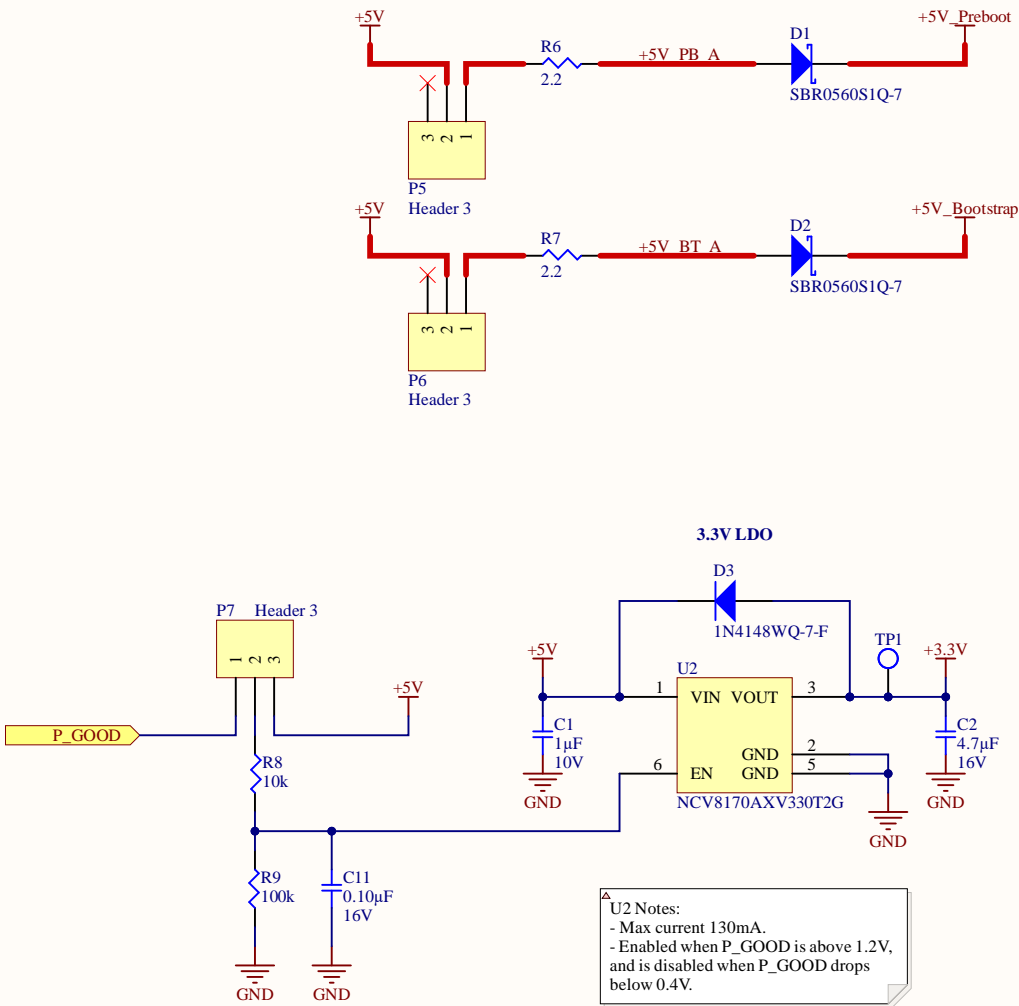 +5V
+5V_Preboot
R6
2.2
+5V_PB_A
D1
SBR0560S1Q-7
3
2
1
P5
Header 3
+5V
+5V_Bootstrap
R7
2.2
+5V_BT_A
D2
SBR0560S1Q-7
3
2
1
P6
Header 3
3.3V LDO
D3
1N4148WQ-7-F
P7 Header 3
1
2
3
+5V
P_GOOD
R8
10k
R9
100k
C11
0.10µF
16V
GND
GND
+5V
C1
1µF
10V
GND
U2
1 VIN VOUT 3
GND 2
6 EN GND 5
NCV8170AXV330T2G
TP1
+3.3V
C2
4.7µF
16V
GND
GND
U2 Notes:
- Max current 130mA.
- Enabled when P_GOOD is above 1.2V,
and is disabled when P_GOOD drops
below 0.4V.